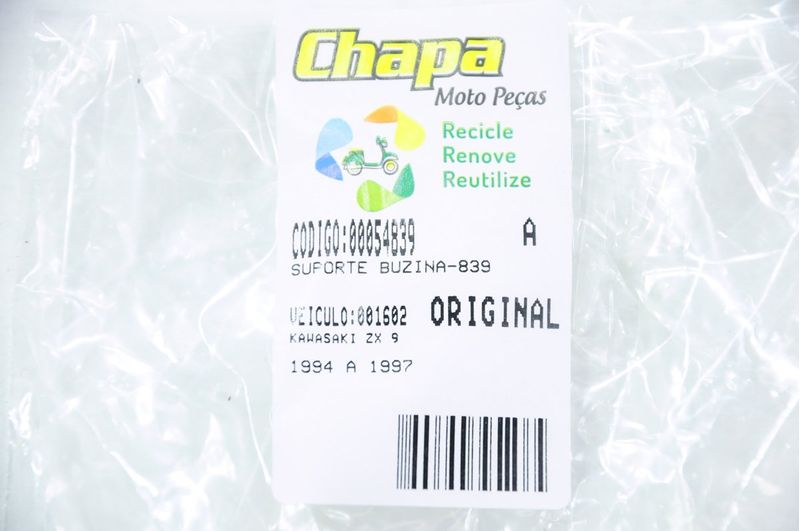 Chapa
Moto Peças
Recicle
Renove
Reutilize
CODIGO:00054839 A
SUPORTE BUZINA-839
VEICULO:001602 ORIGINAL
KAWASAKI ZX 9
1994 A 1997